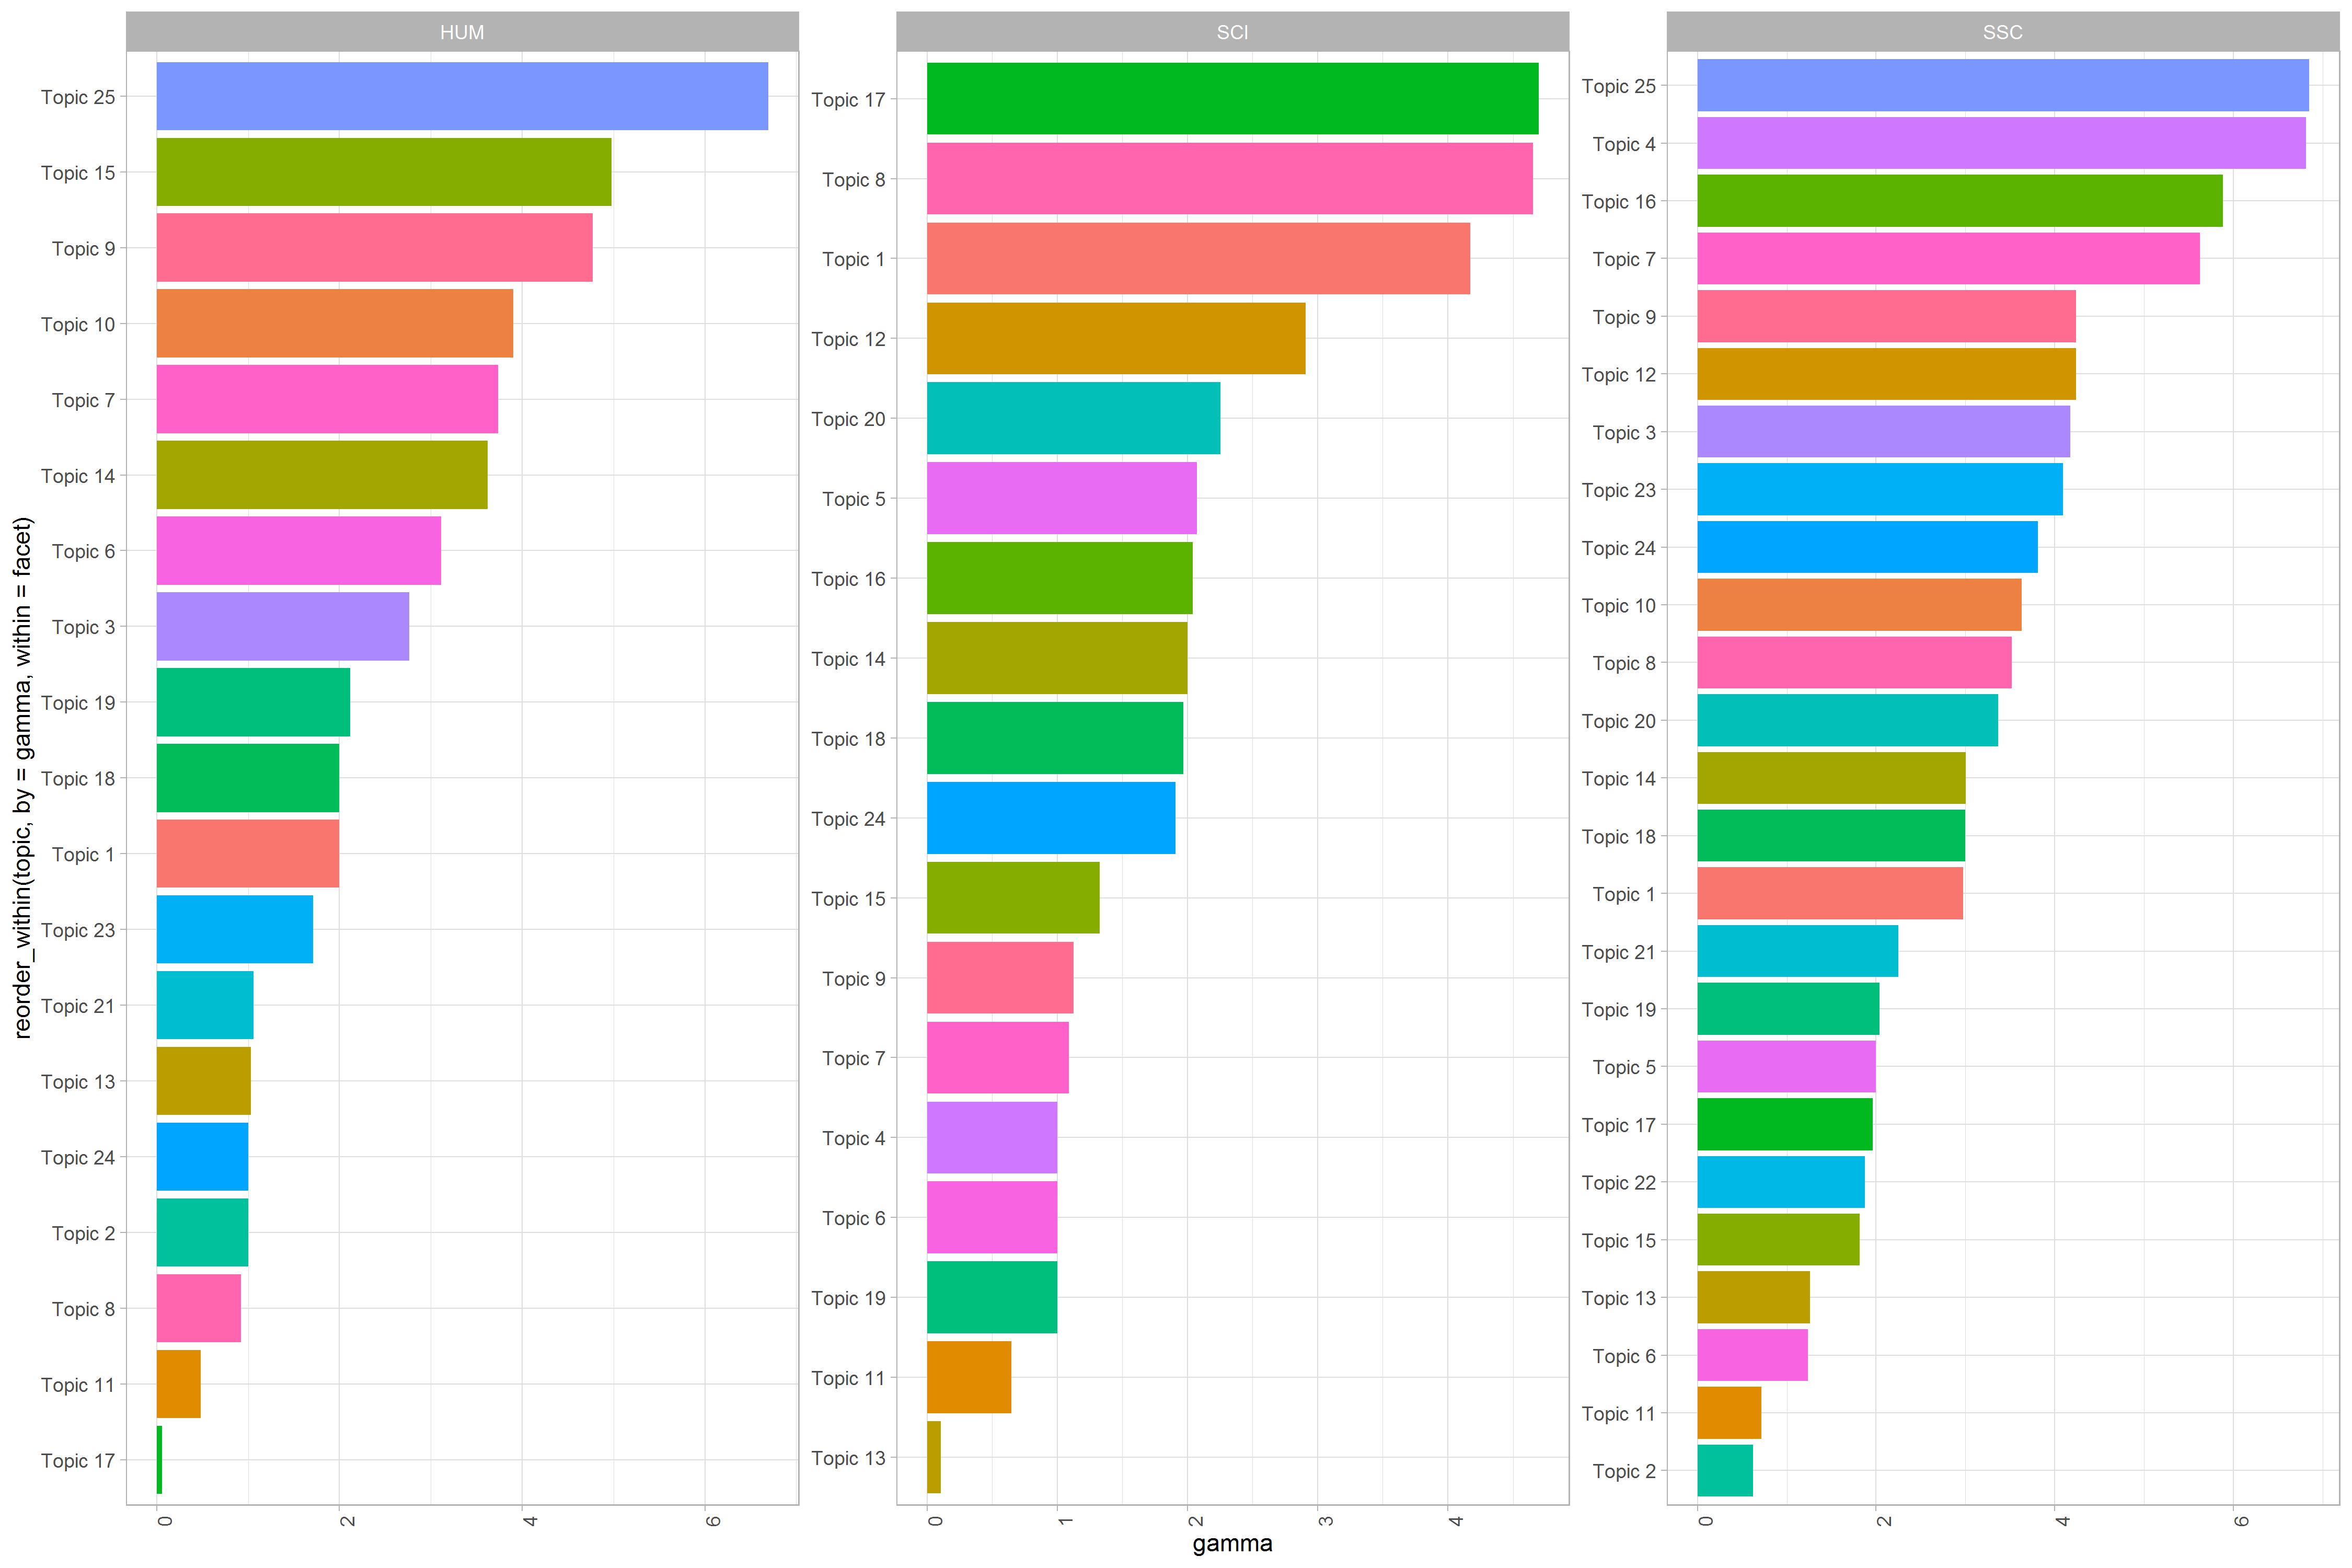 HUM
SCI
SSC
reorder_within(topic, by = gamma, within = facet)
Topic 25
Topic 15
Topic 9
Topic 10
Topic 7
Topic 14
Topic 6
Topic 3
Topic 19
Topic 18
Topic 1
Topic 23
Topic 21
Topic 13
Topic 24
Topic 2
Topic 8
Topic 11
Topic 17
0
2
4
6
Topic 17
Topic 8
Topic 1
Topic 12
Topic 20
Topic 5
Topic 16
Topic 14
Topic 18
Topic 24
Topic 15
Topic 9
Topic 7
Topic 4
Topic 6
Topic 19
Topic 11
Topic 13
0
1
2
3
4
Topic 25
Topic 4
Topic 16
Topic 7
Topic 9
Topic 12
Topic 3
Topic 23
Topic 24
Topic 10
Topic 8
Topic 20
Topic 14
Topic 18
Topic 1
Topic 21
Topic 19
Topic 5
Topic 17
Topic 22
Topic 15
Topic 13
Topic 6
Topic 11
Topic 2
0
2
4
6
gamma